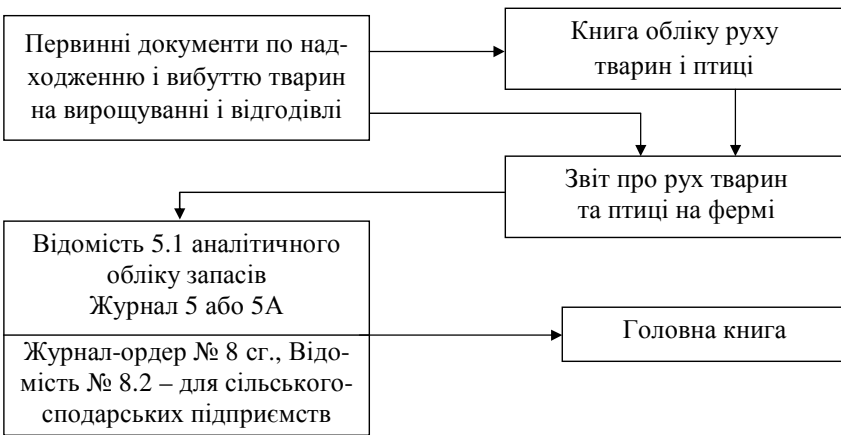 Первинні документи по над-
ходженню і вибуттю тварин
на вирощуванні і відгодівлі
Книга обліку руху
тварин і птиці
Звіт про рух тварин
та птиці на фермі
Відомість 5.1 аналітичного
обліку запасів
Журнал 5 або 5А
Журнал-ордер № 8 сг., Відо-
мість № 8.2 – для сільського-
сподарських підприємств
Головна книга